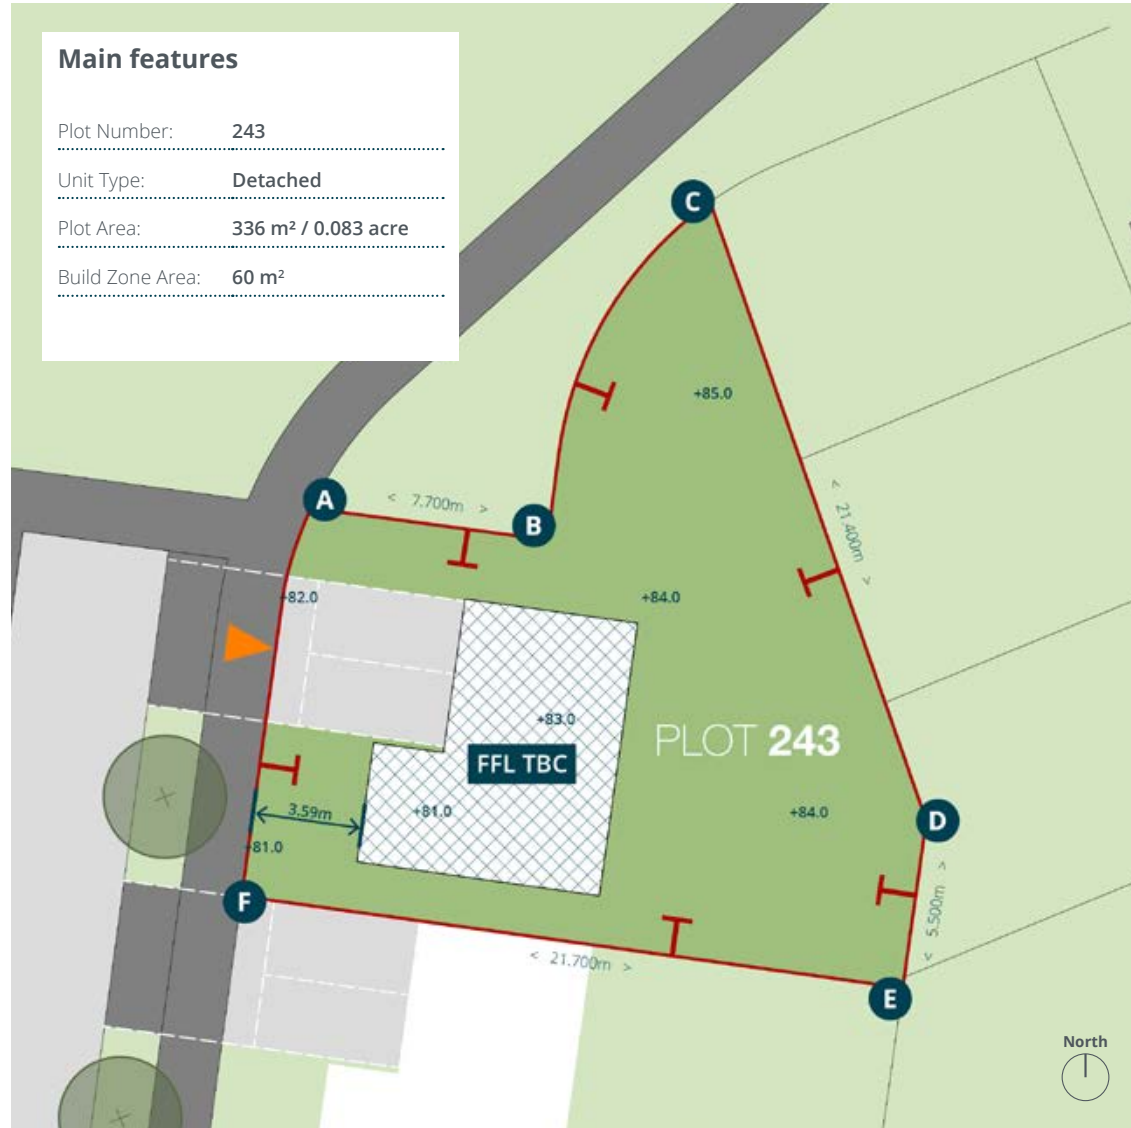 Main features
Plot Number: 243
Unit Type: Detached
Plot Area: 336 m² / 0.083 acre
Build Zone Area: 60 m²
C
+85.0
A
< 7.700m >
B
< 21.400m >
+82.0
+84.0
+83.0
PLOT 243
FFL TBC
3.59m
+81.0
+84.0
D
+81.0
F
< 5.500m >
< 21.700m >
E
North